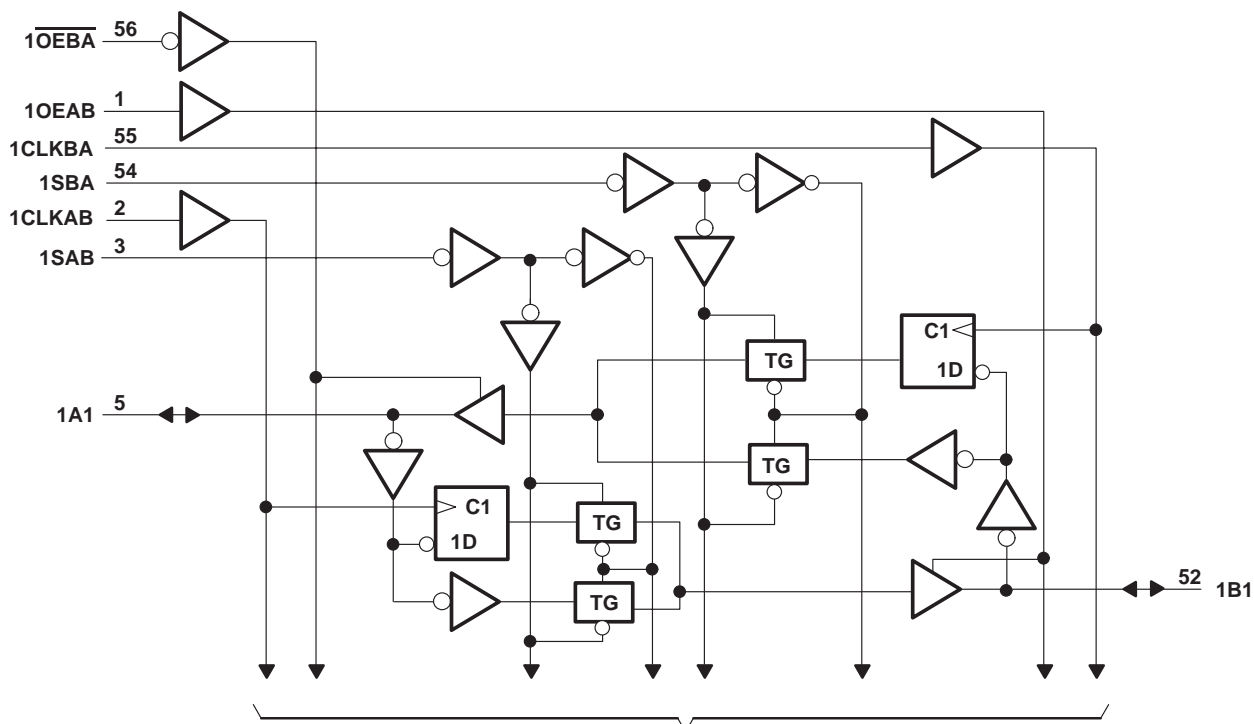 1OEBA 56
1OEAB 1
1CLKBA 55
1SBA 54
1CLKAB 2
1SAB 3
C1
TG
1D
1A1 5
TG
C1
TG
1D
52 1B1
TG